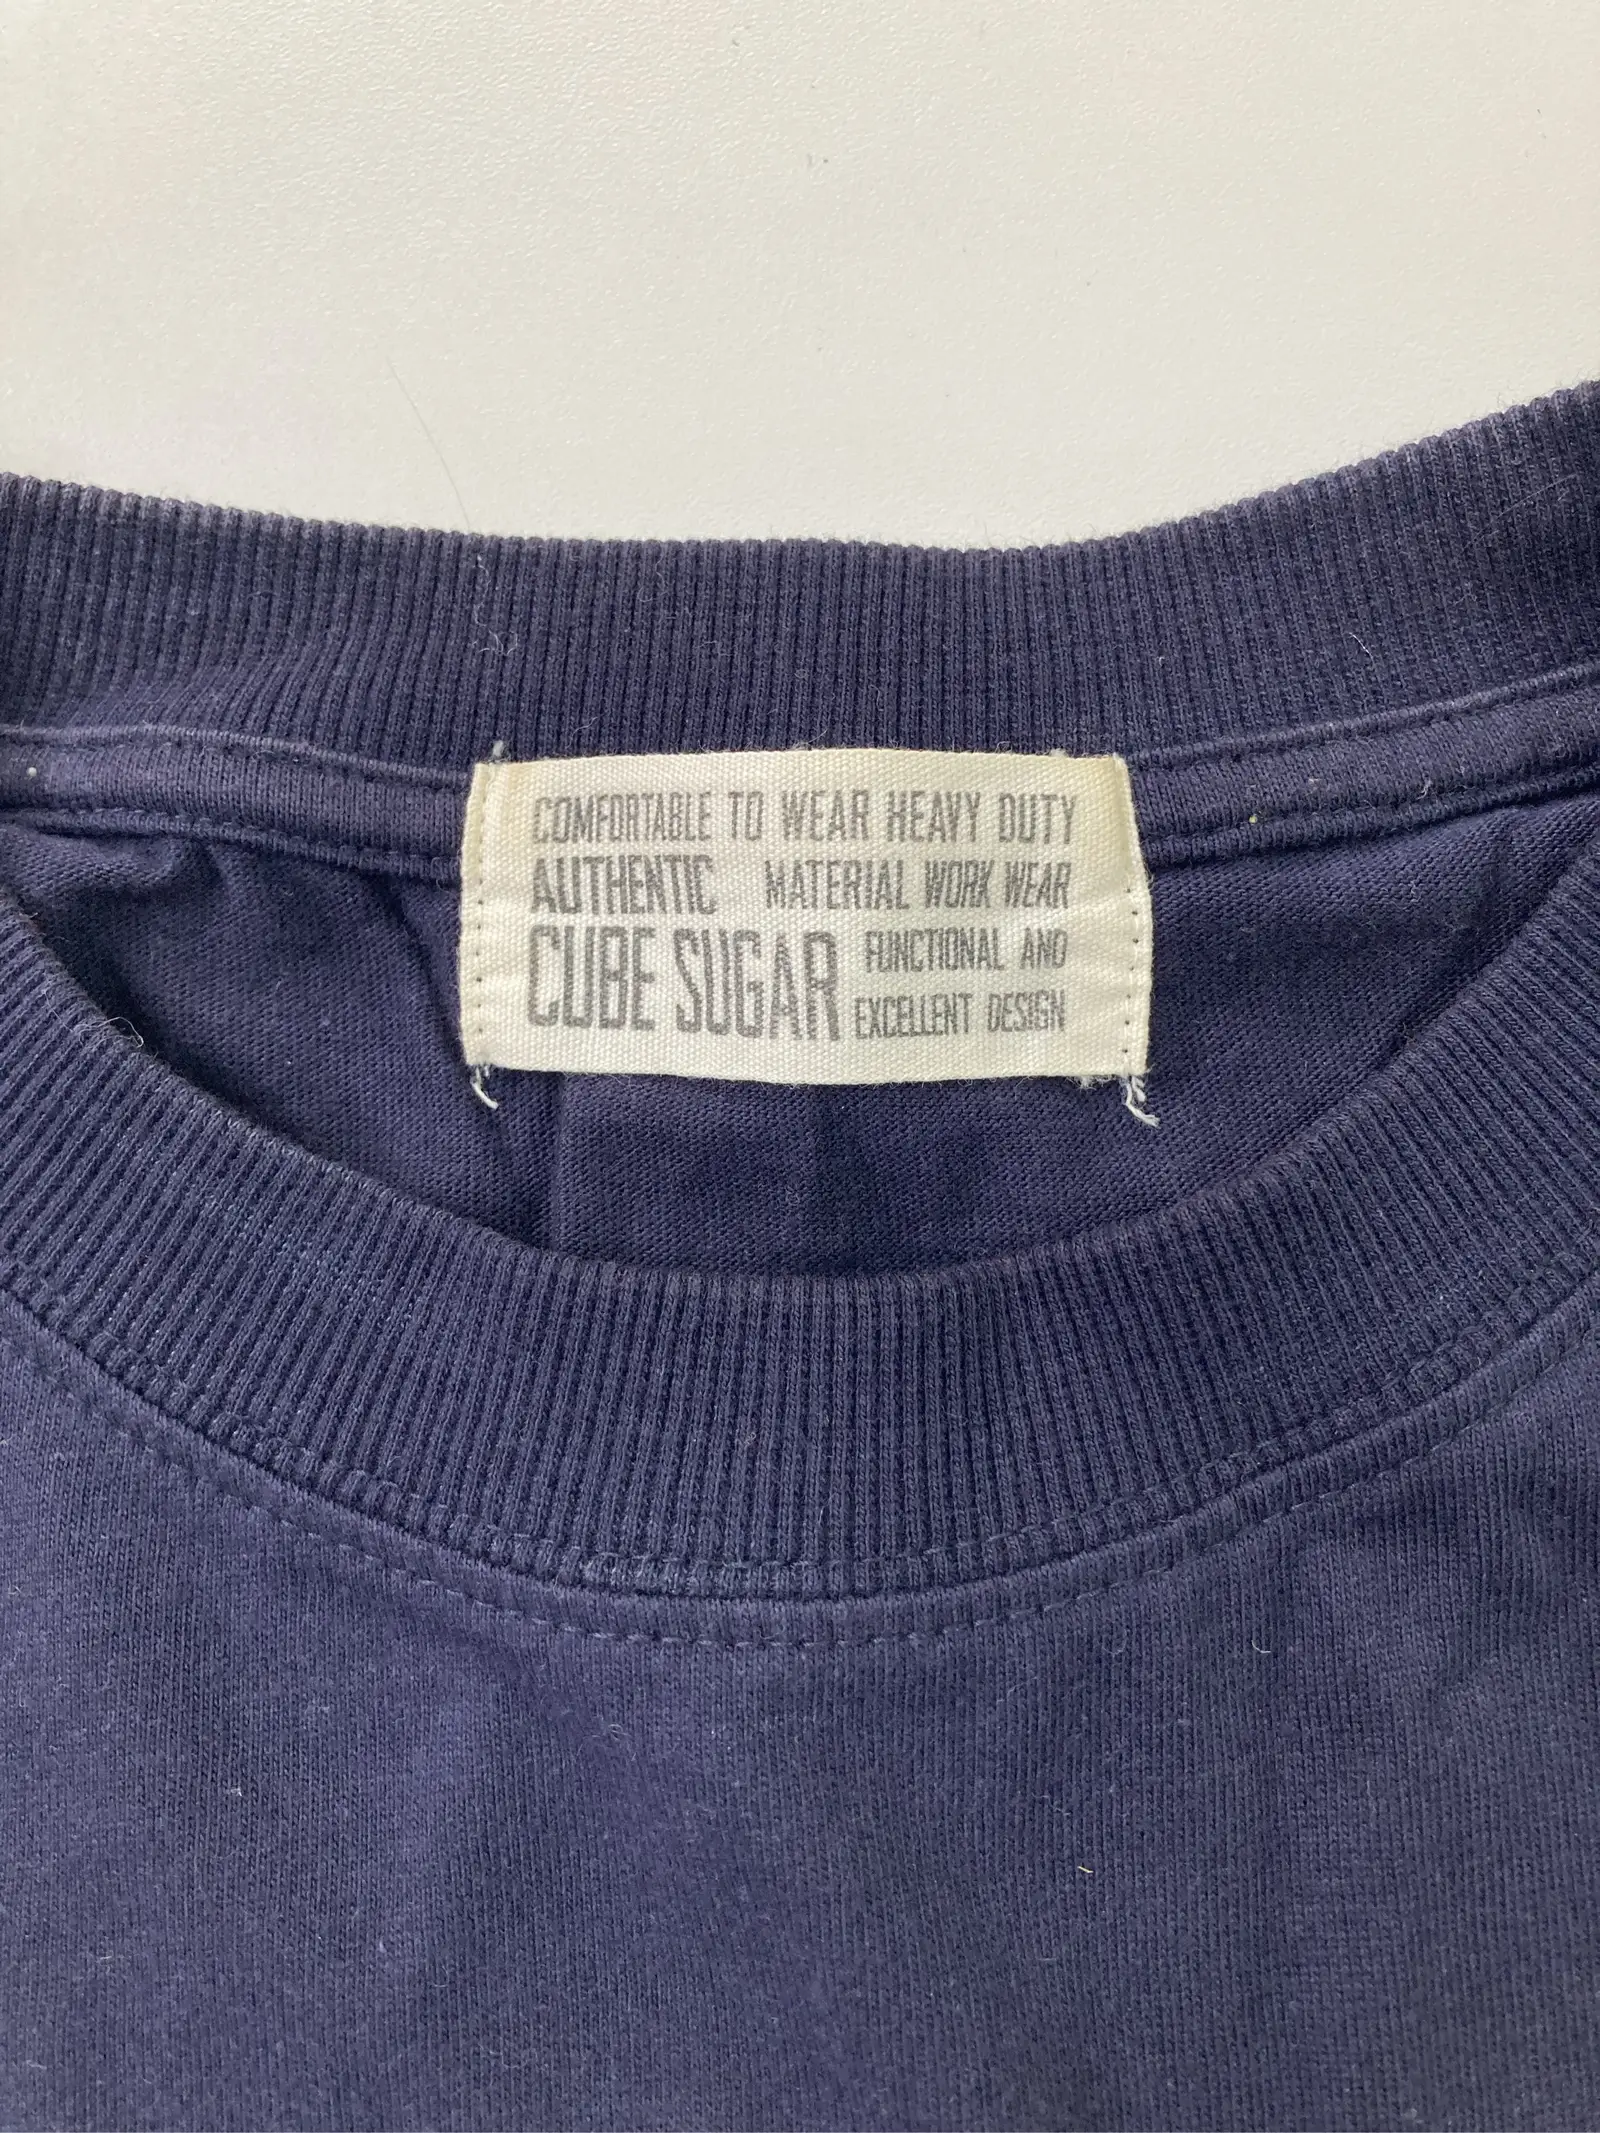 COMFORTABLE TO WEAR HEAVY DUTY
AUTHENTIC MATERIAL WORK WEAR
CUBE SUGAR FUNCTIONAL AND
EXCELLENT DESIGN